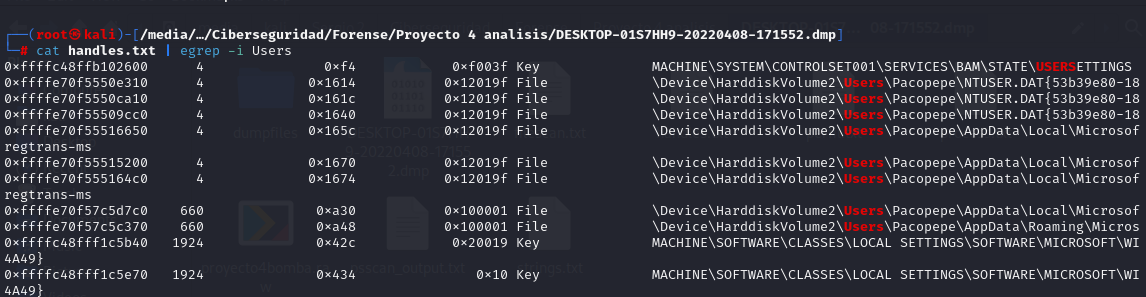 ┌──(root㉿kali)-[/media/…/Ciberseguridad/Forense/Proyecto 4 analisis/DESKTOP-01S7HH9-20220408-171552.dmp]
└─# cat handles.txt | egrep -i Users
0×ffffc48ffb102600 4 0×f4 0×f003f Key MACHINE\SYSTEM\CONTROLSET001\SERVICES\BAM\STATE\USERSETTINGS
0×ffffe70f5550e310 4 0×1614 0×12019f File \Device\HarddiskVolume2\Users\Pacopepe\NTUSER.DAT{53b39e80-18
0×ffffe70f5550ca10 4 0×161c 0×12019f File \Device\HarddiskVolume2\Users\Pacopepe\NTUSER.DAT{53b39e80-18
0×ffffe70f55509cc0 4 0×1640 0×12019f File \Device\HarddiskVolume2\Users\Pacopepe\NTUSER.DAT{53b39e80-18
0×ffffe70f55516650 4 0×165c 0×12019f File \Device\HarddiskVolume2\Users\Pacopepe\AppData\Local\Microsof
regtrans-ms
0×ffffe70f55515200 4 0×1670 0×12019f File \Device\HarddiskVolume2\Users\Pacopepe\AppData\Local\Microsof
0×ffffe70f555164c0 4 0×1674 0×12019f File \Device\HarddiskVolume2\Users\Pacopepe\AppData\Local\Microsof
regtrans-ms
0×ffffe70f57c5d7c0 660 0×a30 0×100001 File \Device\HarddiskVolume2\Users\Pacopepe\AppData\Local\Microsof
0×ffffe70f57c5c370 660 0×a48 0×100001 File \Device\HarddiskVolume2\Users\Pacopepe\AppData\Roaming\Micros
0×ffffc48fff1c5b40 1924 0×42c 0×20019 Key MACHINE\SOFTWARE\CLASSES\LOCAL SETTINGS\SOFTWARE\MICROSOFT\WI
4A49}
0×ffffc48fff1c5e70 1924 0×434 0×10 Key MACHINE\SOFTWARE\CLASSES\LOCAL SETTINGS\SOFTWARE\MICROSOFT\WI
4A49}